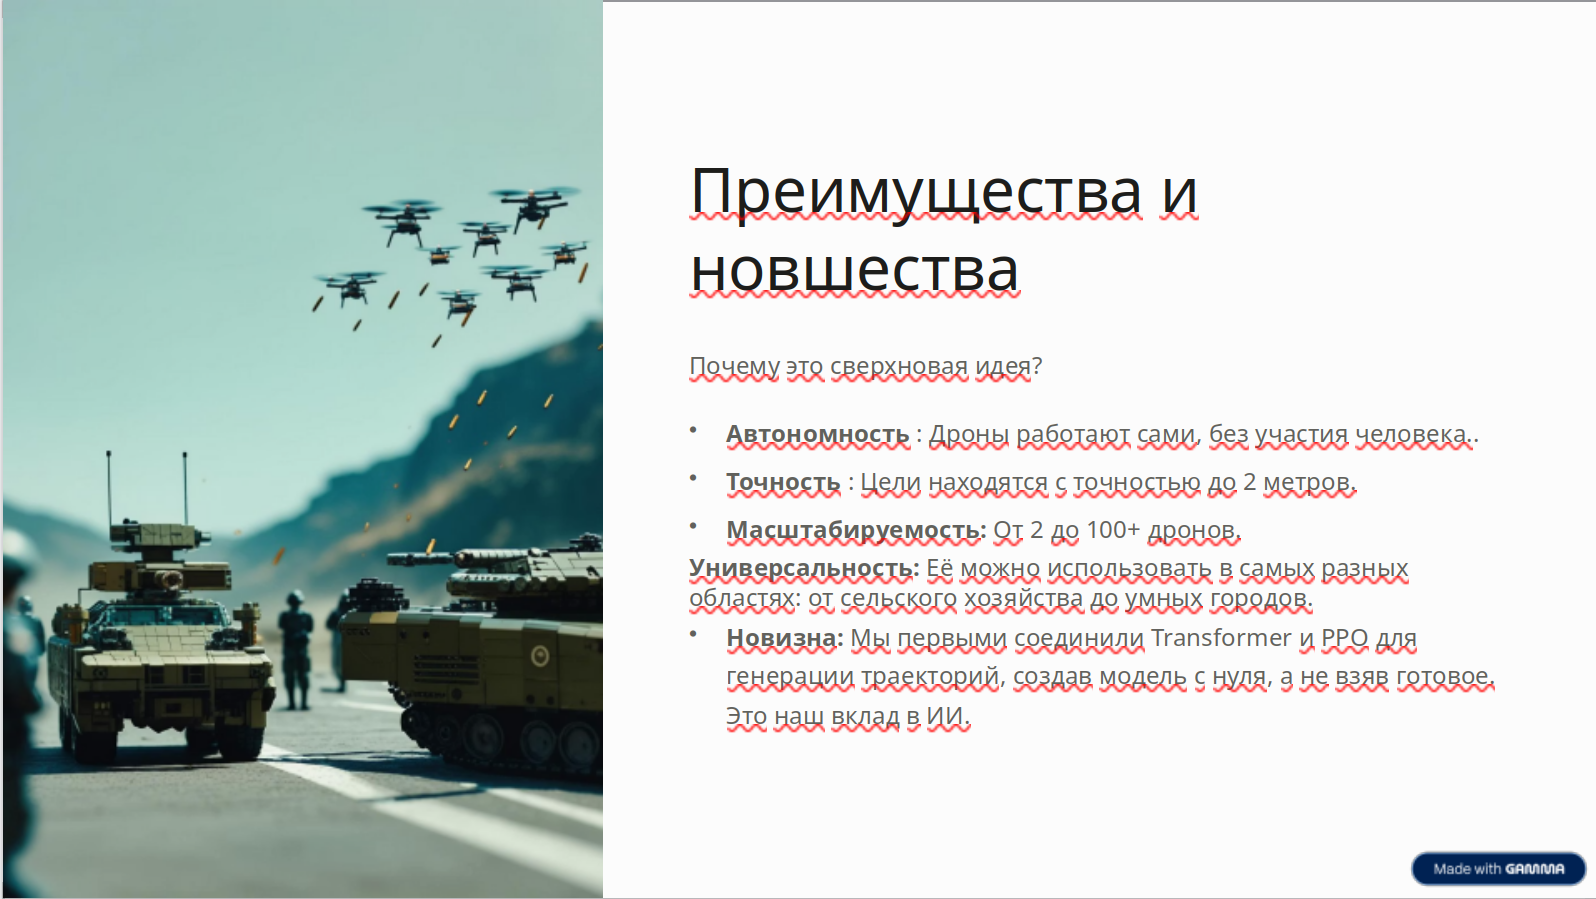 Преимущества и
новшества
Почему это сверхновая идея?
• Автономность : Дроны работают сами, без участия человека..
• Точность : Цели находятся с точностью до 2 метров.
• Масштабируемость: От 2 до 100+ дронов.
Универсальность: Её можно использовать в самых разных
областях: от сельского хозяйства до умных городов.
• Новизна: Мы первыми соединили Transformer и PPO для
генерации траекторий, создав модель с нуля, а не взяв готовое.
Это наш вклад в ИИ.
Made with GAMMA